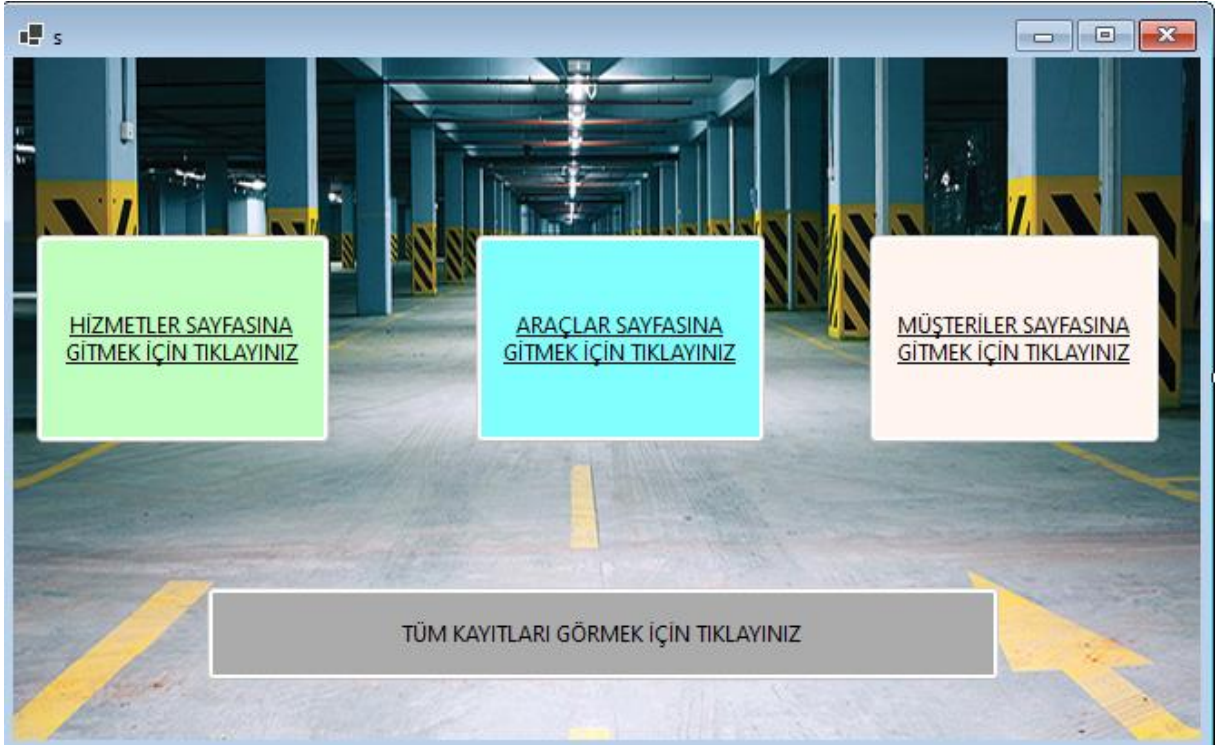 s
HİZMETLER SAYFASINA
GİTMEK İÇİN TIKLAYINIZ
ARAÇLAR SAYFASINA
GİTMEK İÇİN TIKLAYINIZ
MÜŞTERİLER SAYFASINA
GİTMEK İÇİN TIKLAYINIZ
TÜM KAYITLARI GÖRMEK İÇİN TIKLAYINIZ